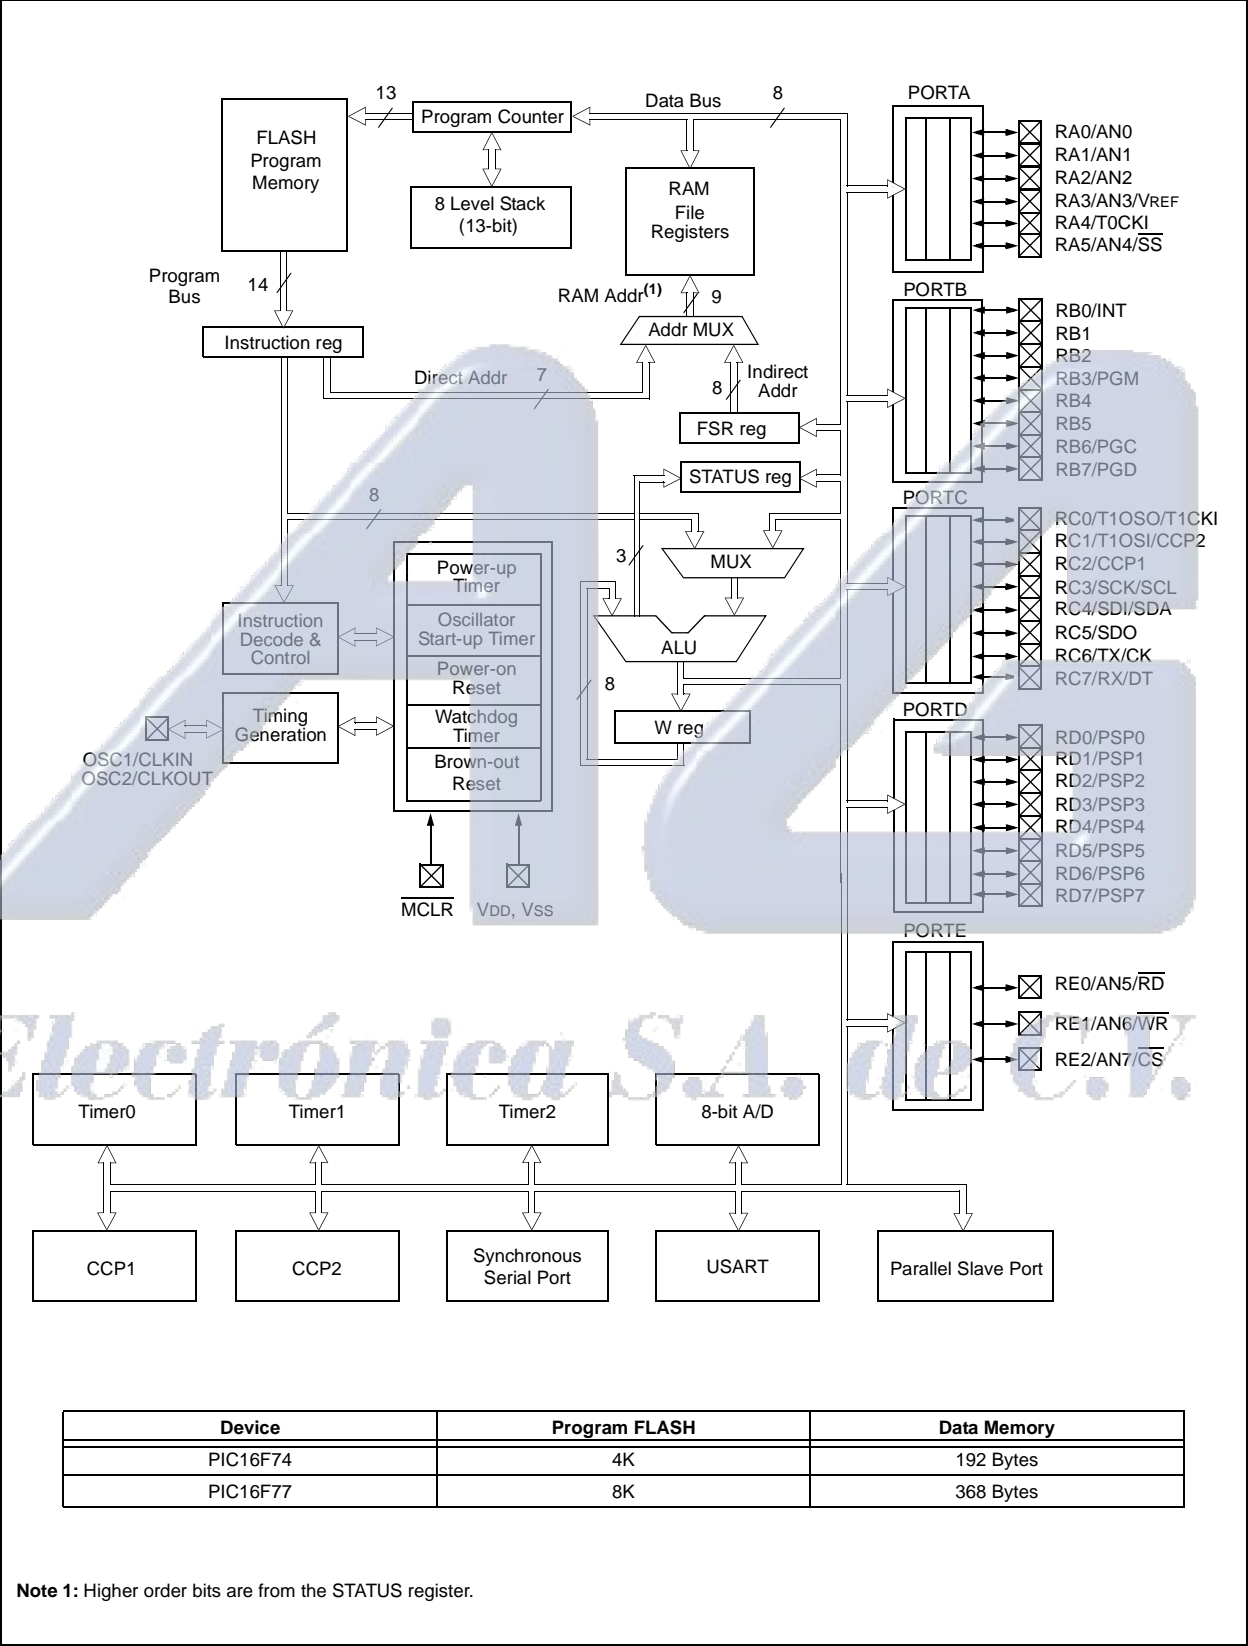 13
Program Counter
Data Bus
8
FLASH
Program
Memory
8 Level Stack
(13-bit)
RAM
File
Registers
Program
Bus
14
RAM Addr(1)
9
Addr MUX
Instruction reg
Direct Addr
7
8
Indirect
Addr
FSR reg
STATUS reg
8
3
MUX
Power-up
Timer
Oscillator
Start-up Timer
Power-on
Reset
Watchdog
Timer
Brown-out
Reset
Instruction
Decode &
Control
ALU
8
W reg
Timing
Generation
OSC1/CLKIN
OSC2/CLKOUT
MCLR
VDD, VSS
PORTA
RA0/AN0
RA1/AN1
RA2/AN2
RA3/AN3/VREF
RA4/T0CKI
RA5/AN4/SS
PORTB
RB0/INT
RB1
RB2
RB3/PGM
RB4
RB5
RB6/PGC
RB7/PGD
PORTC
RC0/T1OSO/T1CKI
RC1/T1OSI/CCP2
RC2/CCP1
RC3/SCK/SCL
RC4/SDI/SDA
RC5/SDO
RC6/TX/CK
RC7/RX/DT
PORTD
RD0/PSP0
RD1/PSP1
RD2/PSP2
RD3/PSP3
RD4/PSP4
RD5/PSP5
RD6/PSP6
RD7/PSP7
PORTE
RE0/AN5/RD
RE1/AN6/WR
RE2/AN7/CS
Electrónica S.A. de C.V.
Timer0
Timer1
Timer2
8-bit A/D
CCP1
CCP2
Synchronous
Serial Port
USART
Parallel Slave Port
Device Program FLASH Data Memory
PIC16F74 4K 192 Bytes
PIC16F77 8K 368 Bytes
Note 1: Higher order bits are from the STATUS register.